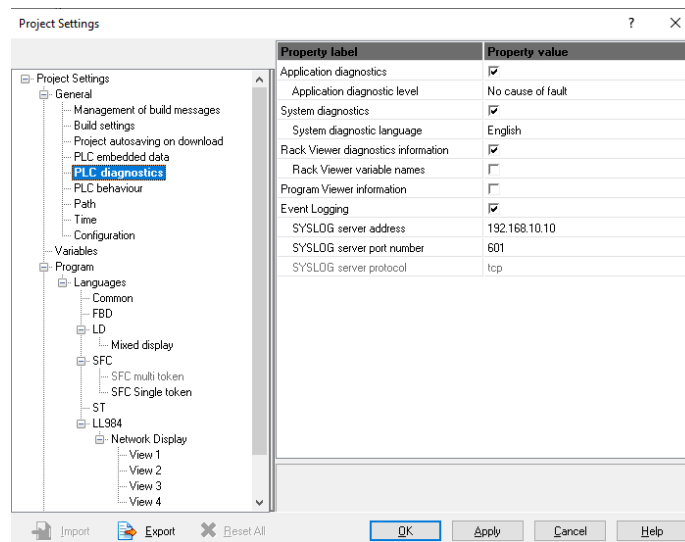 Project Settings
? ×
Property label Property value
Project Settings
General
Management of build messages
Build settings
Project autosaving on download
PLC embedded data
PLC diagnostics
PLC behaviour
Path
Time
Configuration
Variables
Program
Languages
Common
FBD
LD
Mixed display
SFC
SFC multi token
SFC Single token
ST
LL984
Network Display
View 1
View 2
View 3
View 4
Application diagnostics
Application diagnostic level No cause of fault
System diagnostics
System diagnostic language English
Rack Viewer diagnostics information
Rack Viewer variable names
Program Viewer information
Event Logging
SYSLOG server address 192.168.10.10
SYSLOG server port number 601
SYSLOG server protocol tcp
Import Export Reset All OK Apply Cancel Help